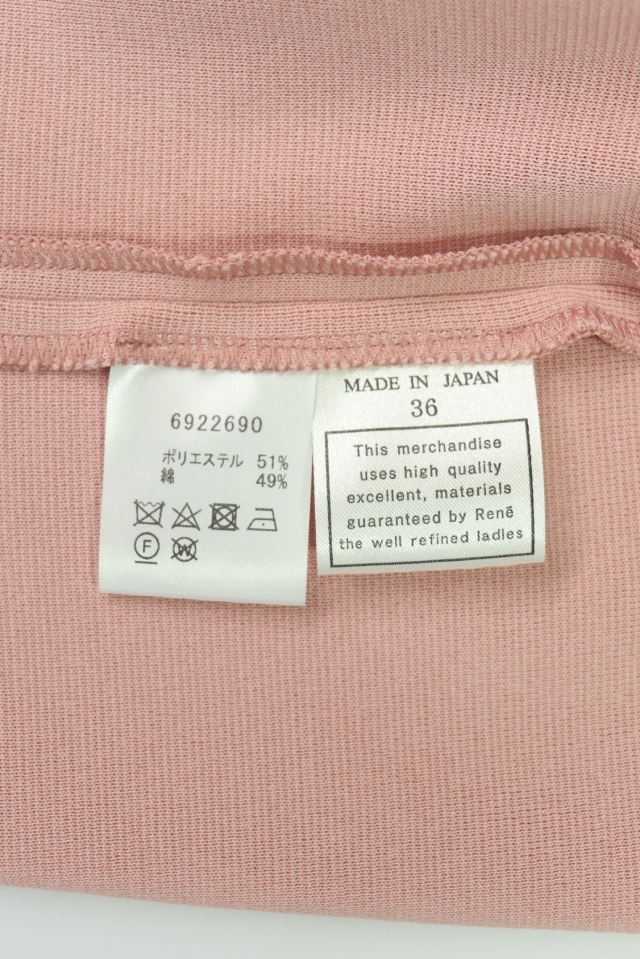 6922690
ポリエステル 51%
綿 49%
F
W
MADE IN JAPAN
36
This merchandise
uses high quality
excellent, materials
guaranteed by René
the well refined ladies